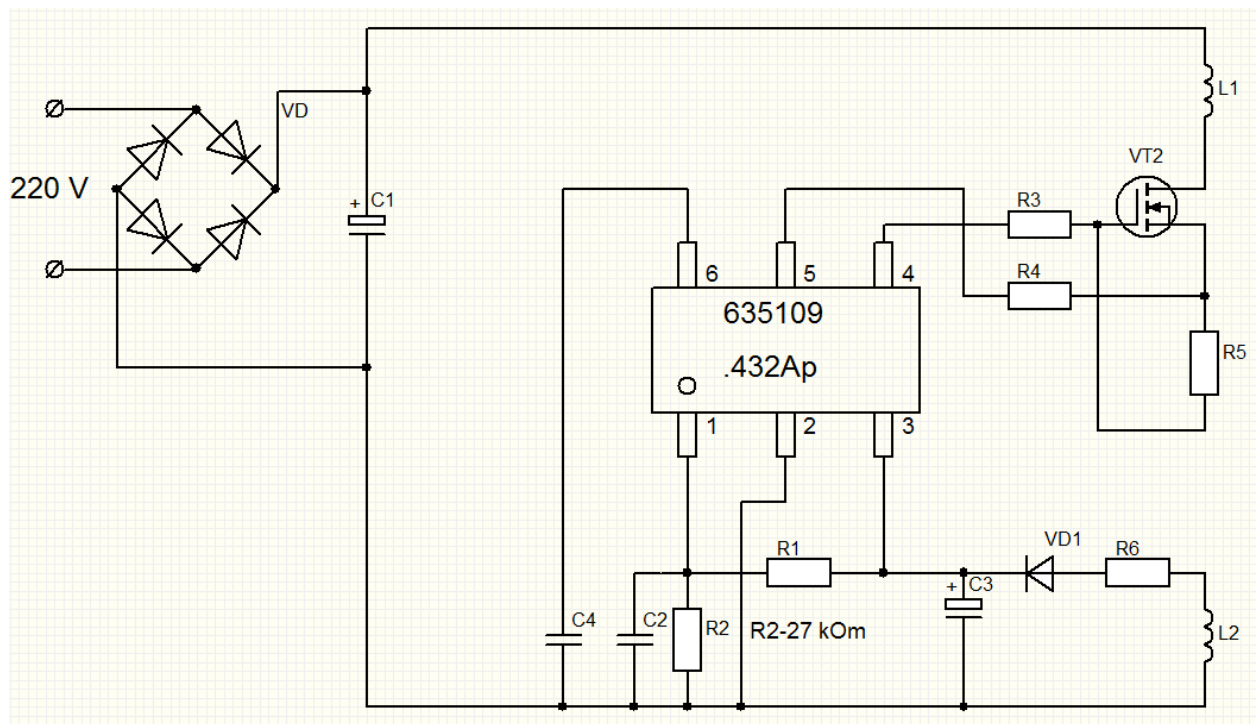 L1
VD
VT2
220 V
+ C1
R3
6
5
4
R4
635109
R5
.432Ap
1
2
3
R1
VD1
R6
+ C3
C4
C2
R2
R2-27 kOm
L2